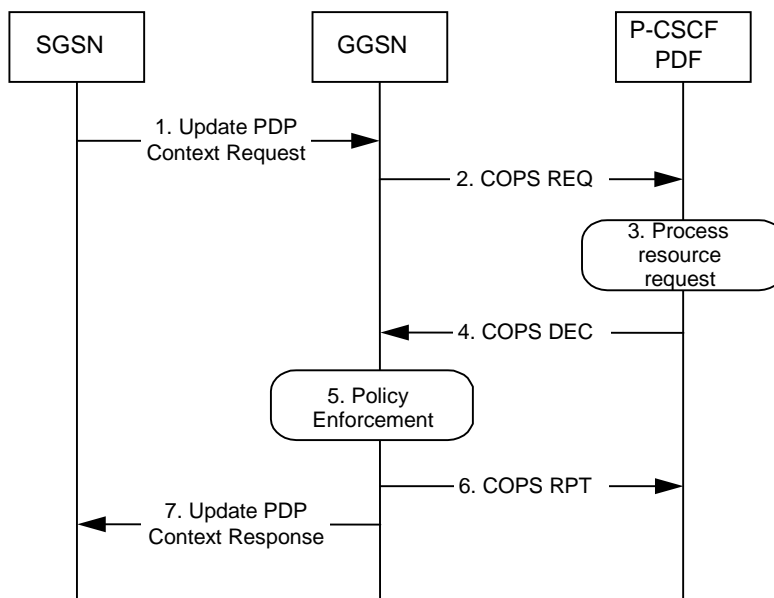 SGSN
GGSN
P-CSCF
PDF
1. Update PDP
Context Request
2. COPS REQ
3. Process
resource
request
4. COPS DEC
5. Policy
Enforcement
6. COPS RPT
7. Update PDP
Context Response